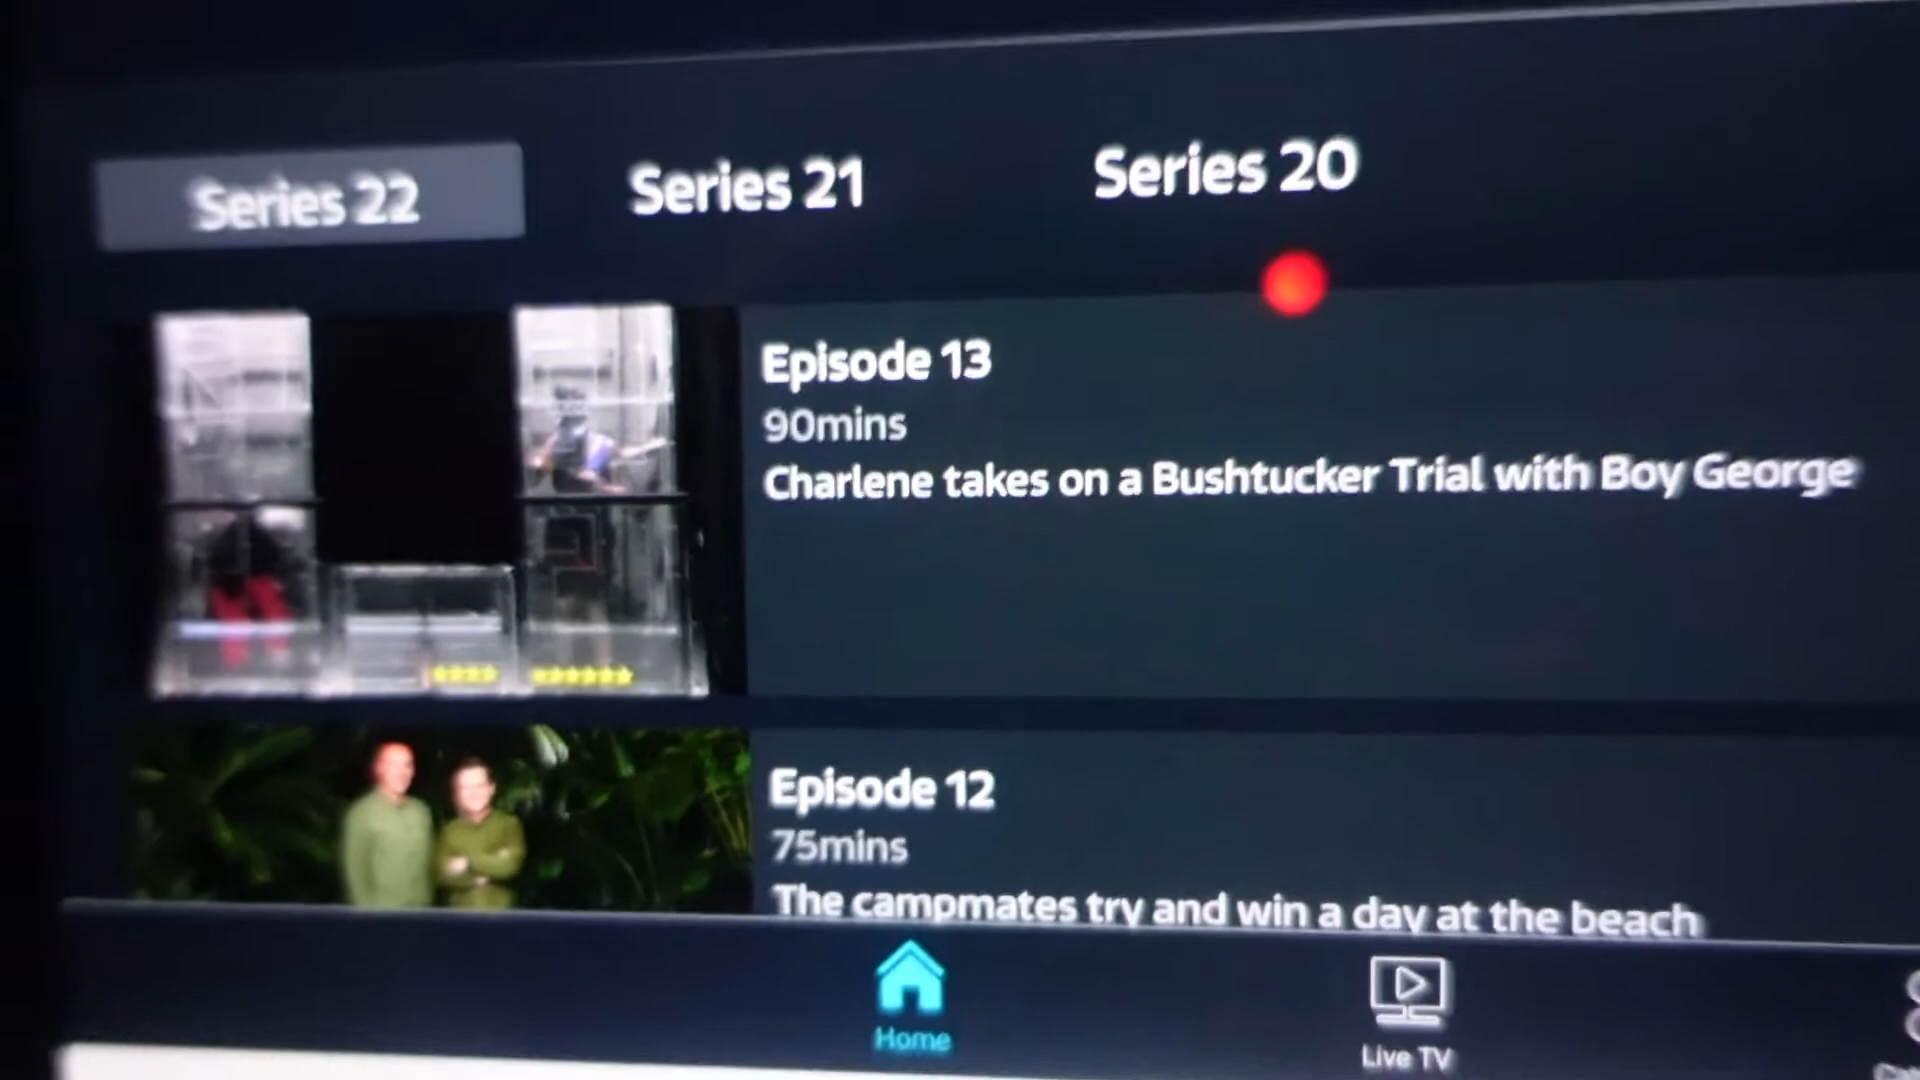 Series 22
Series 21
Series 20
Episode 13
90mins
Charlene takes on a Bushtucker Trial with Boy George
Episode 12
75mins
The campmates try and win a day at the beach
Home
Live TV